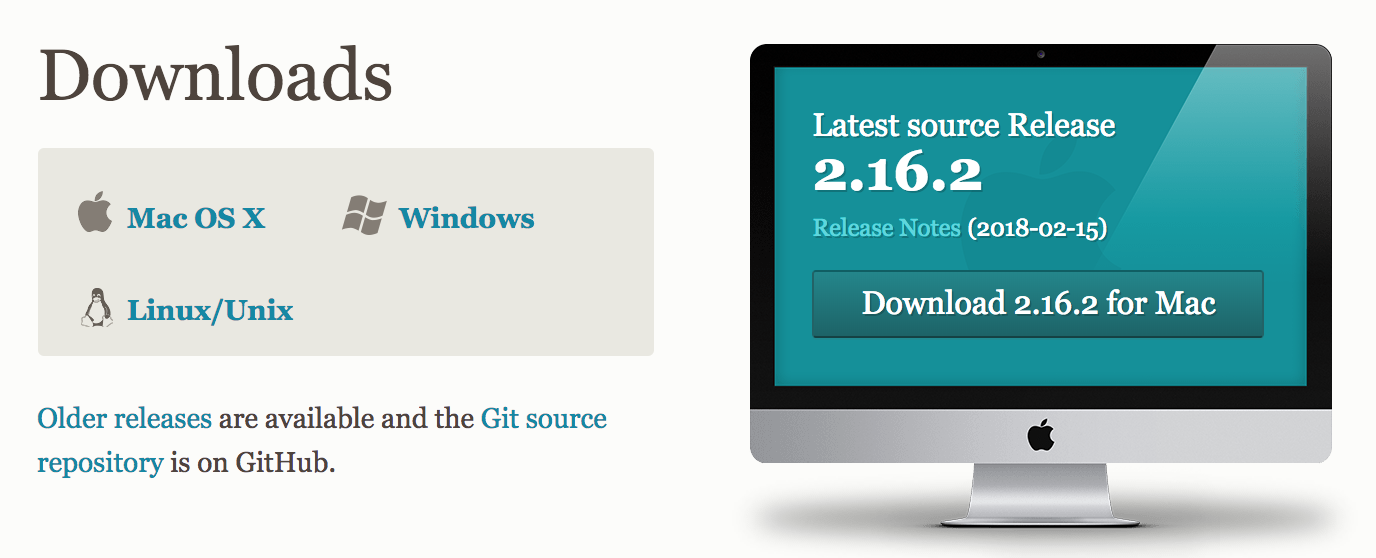 Downloads
Mac OS X
Windows
Linux/Unix
Older releases are available and the Git source
repository is on GitHub.
Latest source Release
2.16.2
Release Notes (2018-02-15)
Download 2.16.2 for Mac